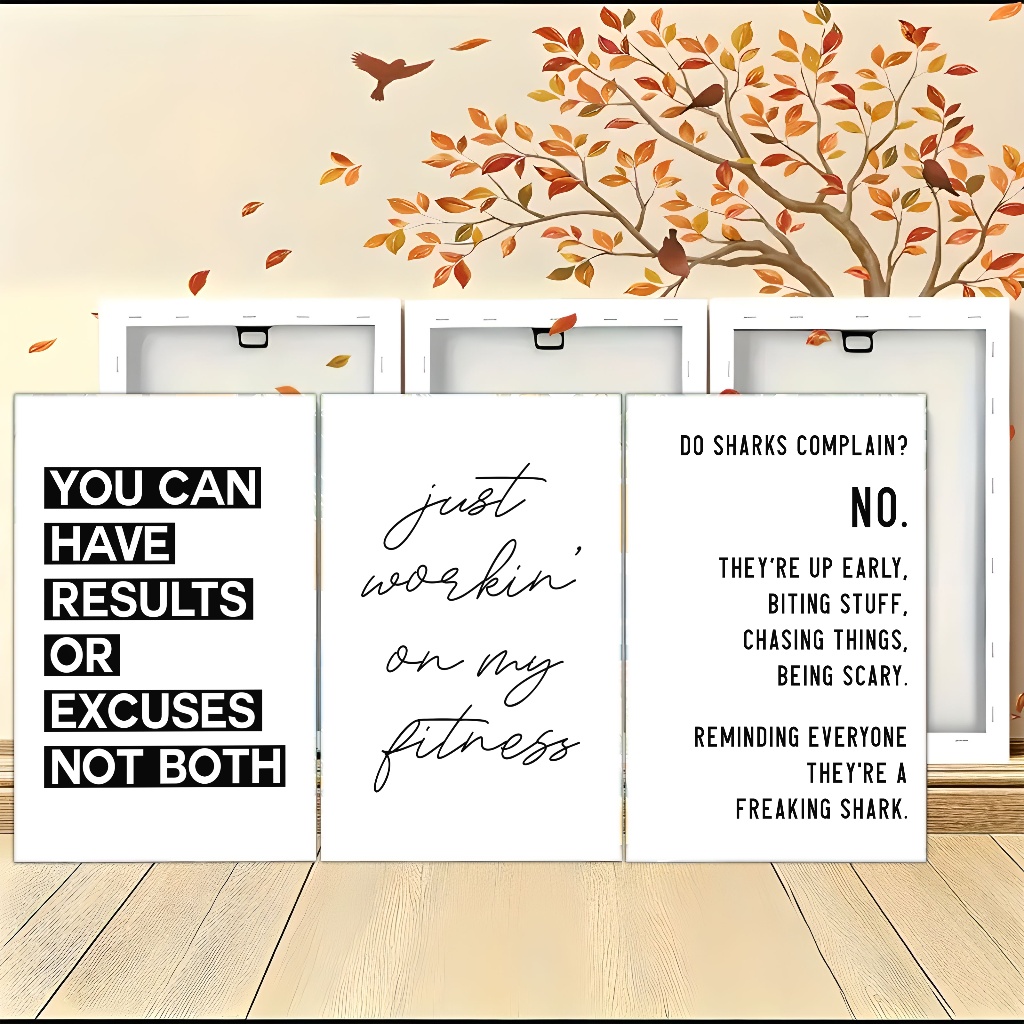 YOU CAN
HAVE
RESULTS
OR
EXCUSES
NOT BOTH
just
workin'
on my
fitness
DO SHARKS COMPLAIN?
NO.
THEY'RE UP EARLY,
BITING STUFF,
CHASING THINGS,
BEING SCARY.
REMINDING EVERYONE
THEY'RE A
FREAKING SHARK.